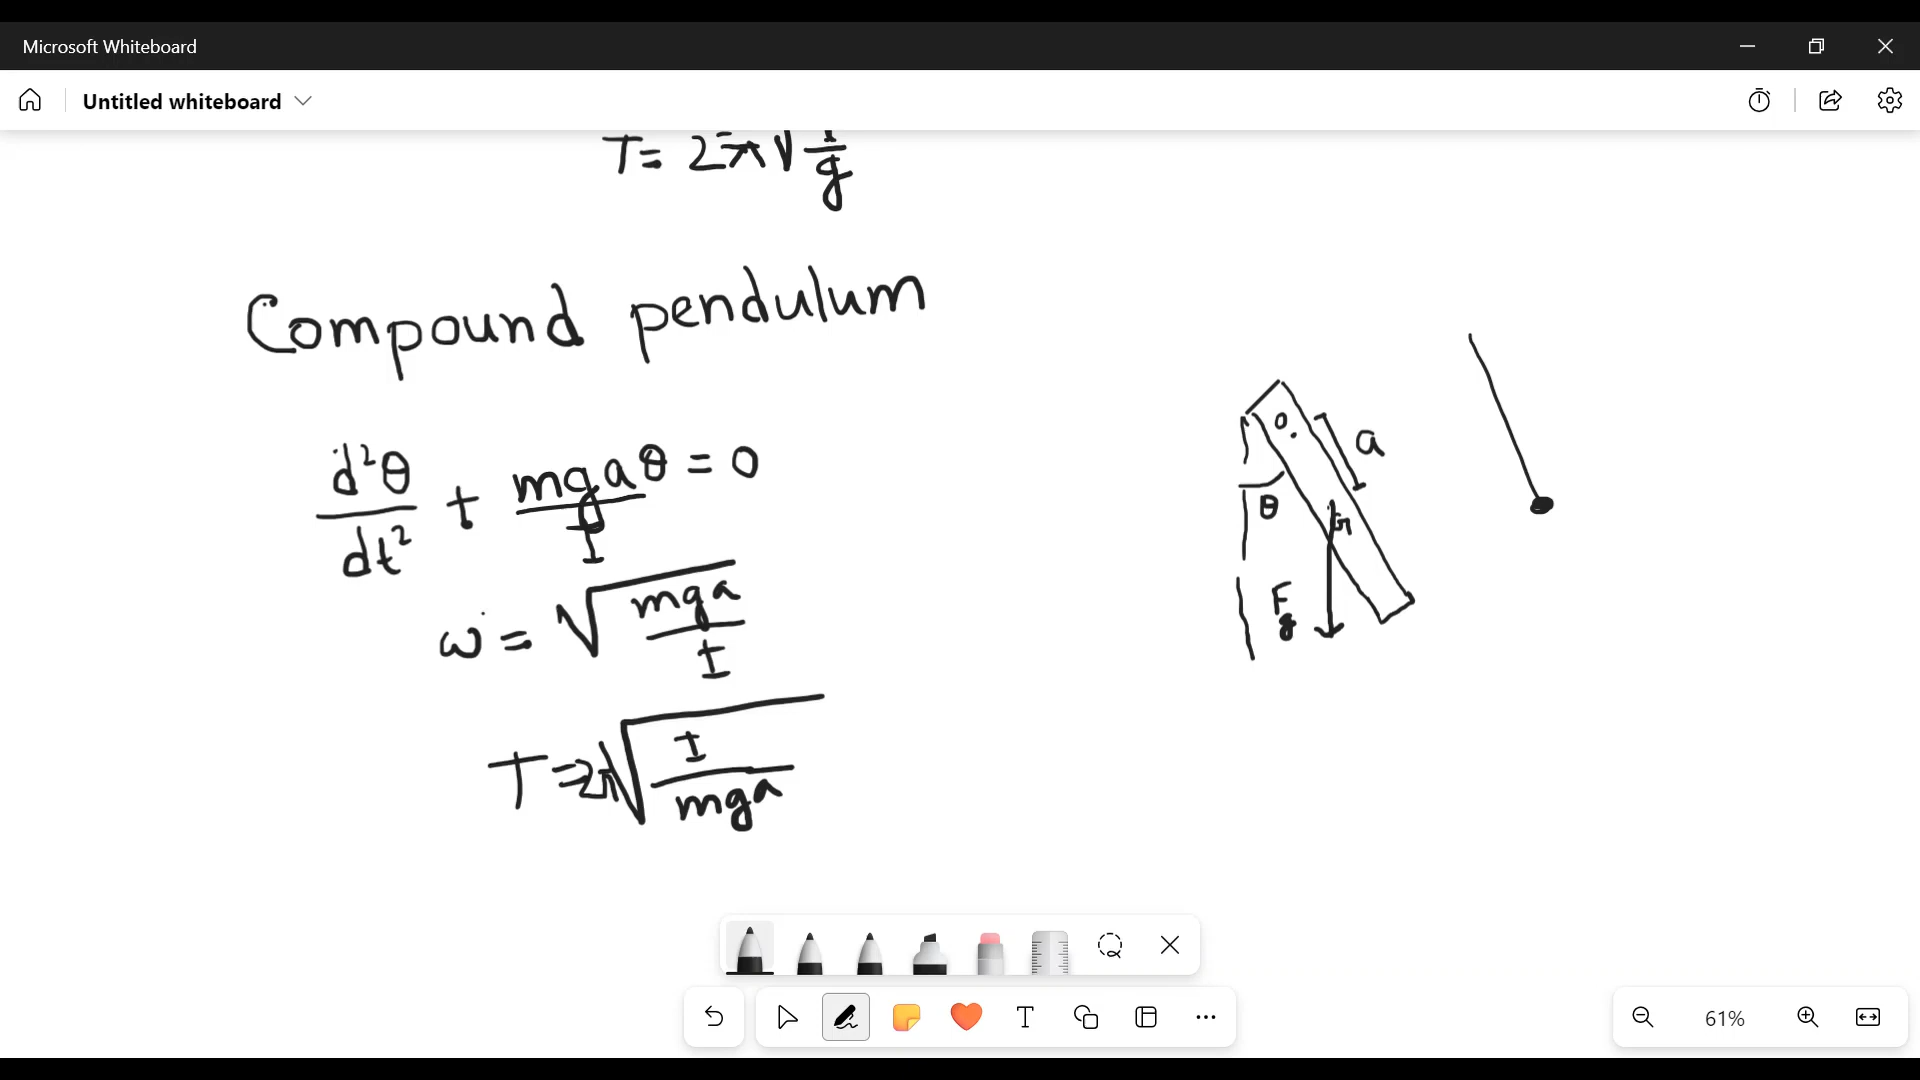 Microsoft Whiteboard
Untitled whiteboard
T = 2π√(l/g)
Compound pendulum
d²θ/dt² + mgaθ/I = 0
ω = √(mga/I)
T = 2π√(I/mga)
O
a
θ
G
Fg
61%